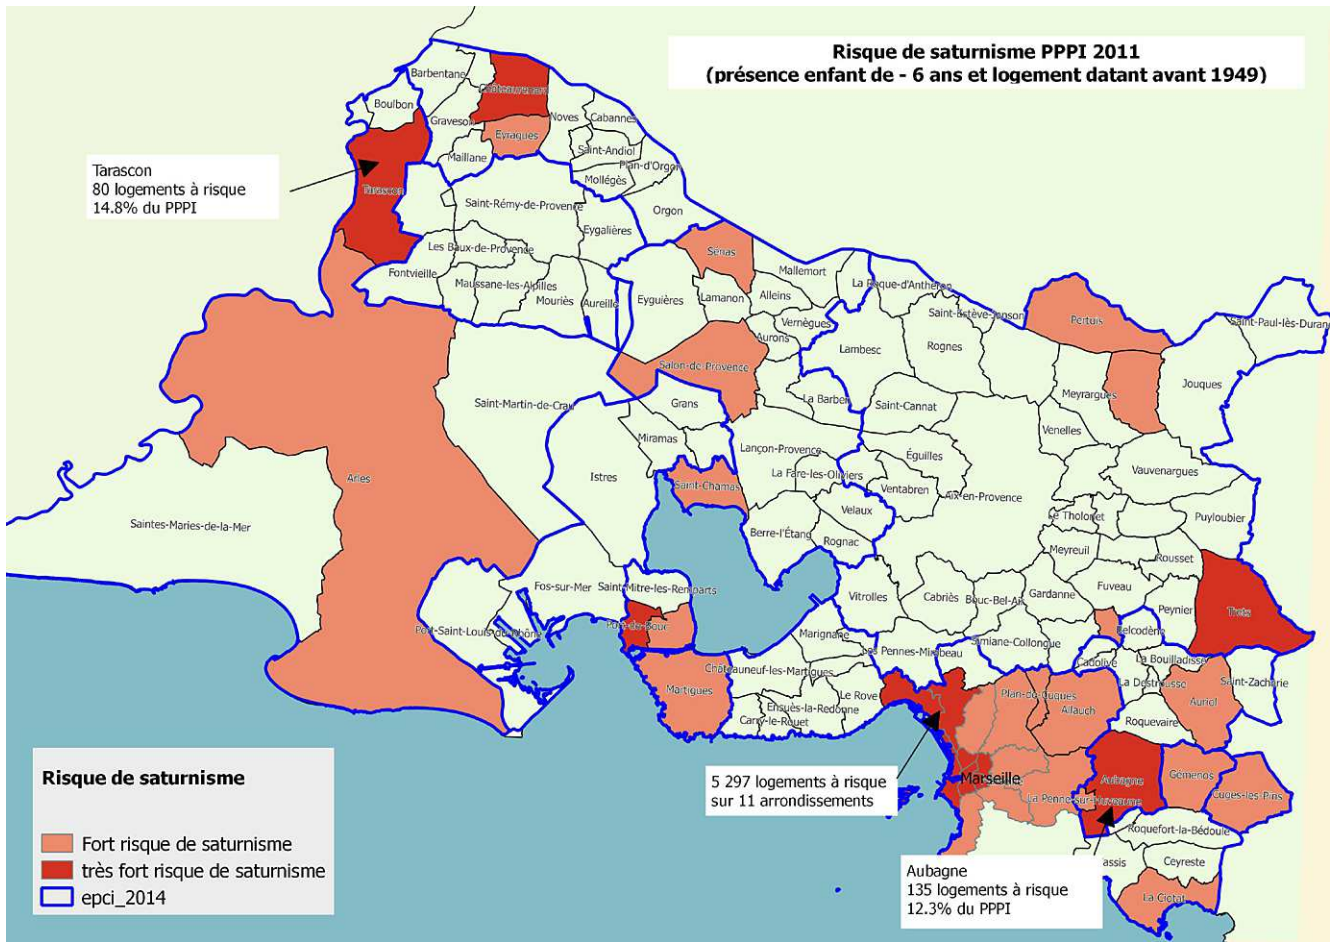 Risque de saturnisme PPPI 2011
(présence enfant de - 6 ans et logement datant avant 1949)
Barbentane
Châteaurenard
Boulbon
Graveson
Noves
Cabannes
Eyragues
Saint-Andiol
Maillane
Plan-d'Orgon
Mollégès
Tarascon
80 logements à risque
14.8% du PPPI
Tarascon
Saint-Rémy-de-Provence
Orgon
Eygalières
Les Baux-de-Provence
Sénas
Fontvieille
Mallemort
Maussane-les-Alpilles
La Roque-d'Anthéron
Mouriès
Aureille
Eyguières
Lamanon
Alleins
Saint-Estève-Janson
Pertuis
Saint-Paul-lès-Duranc
Vernègues
Aurons
Lambesc
Rognes
Salon-de-Provence
Jouques
Meyrargues
La Barben
Saint-Martin-de-Crau
Grans
Saint-Cannat
Venelles
Miramas
Lançon-Provence
Éguilles
Arles
Istres
La Fare-les-Oliviers
Vauvenargues
Saint-Chamas
Ventabren
Aix-en-Provence
Saintes-Maries-de-la-Mer
Velaux
Le Tholonet
Puyloubier
Berre-l'Étang
Rognac
Meyreuil
Rousset
Fos-sur-Mer
Saint-Mitre-les-Remparts
Vitrolles
Cabriès
Bouc-Bel-Air
Gardanne
Fuveau
Peynier
Trets
Port-Saint-Louis-du-Rhône
Port-de-Bouc
Marignane
Les Pennes-Mirabeau
Simiane-Collongue
Belcodène
Châteauneuf-les-Martigues
Cadolive
La Bouilladisse
Martigues
La Destrousse
Saint-Zacharie
Le Rove
Plan-de-Cuques
Allauch
Auriol
Ensuès-la-Redonne
Carry-le-Rouet
Roquevaire
5 297 logements à risque
sur 11 arrondissements
Marseille
Aubagne
Gémenos
La Penne-sur-Huveaune
Cuges-les-Pins
Roquefort-la-Bédoule
assis
Ceyreste
La Ciotat
Aubagne
135 logements à risque
12.3% du PPPI
Risque de saturnisme
Fort risque de saturnisme
très fort risque de saturnisme
epci_2014